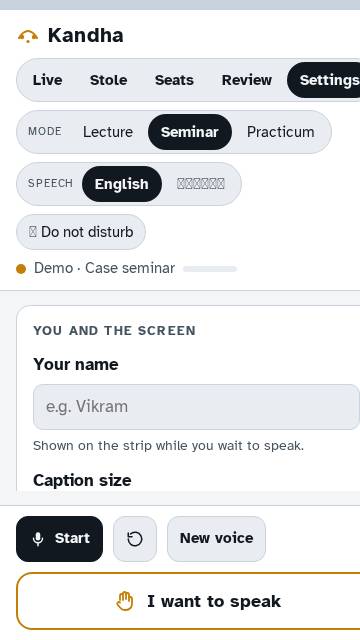 Kandha
Live Stole Seats Review Settings
MODE Lecture Seminar Practicum
SPEECH English
Do not disturb
Demo · Case seminar
YOU AND THE SCREEN
Your name
e.g. Vikram
Shown on the strip while you wait to speak.
Caption size
Start New voice
I want to speak